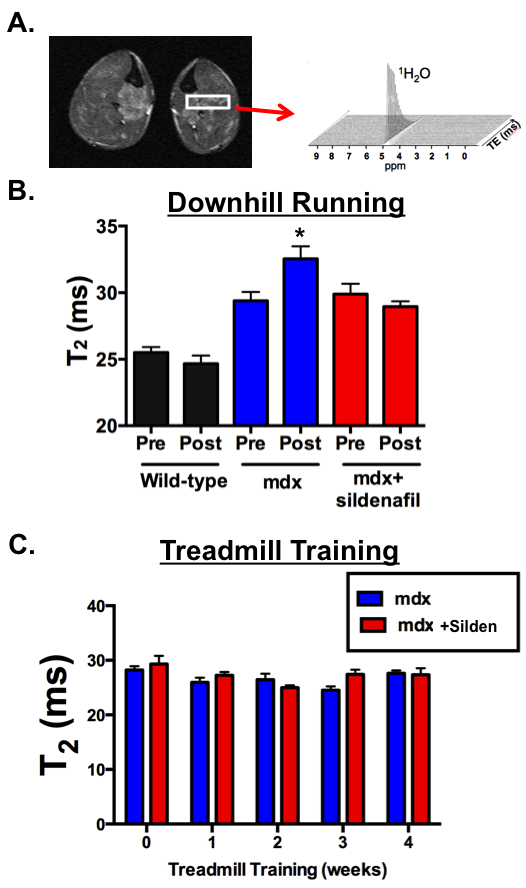 A.
¹H₂O
9 8 7 6 5 4 3 2 1 0
ppm
TE (ms)
B.
Downhill Running
T₂ (ms)
35
30
25
20
*
Pre Post Pre Post Pre Post
Wild-type mdx mdx+
sildenafil
C.
Treadmill Training
mdx
mdx +Silden
T₂ (ms)
40
30
20
10
0
0 1 2 3 4
Treadmill Training (weeks)